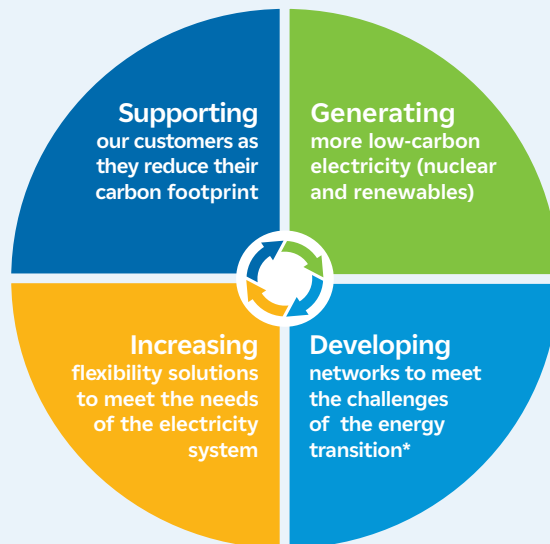 Supporting
our customers as
they reduce their
carbon footprint
Generating
more low-carbon
electricity (nuclear
and renewables)
Increasing
flexibility solutions
to meet the needs
of the electricity
system
Developing
networks to meet
the challenges
of the energy
transition*